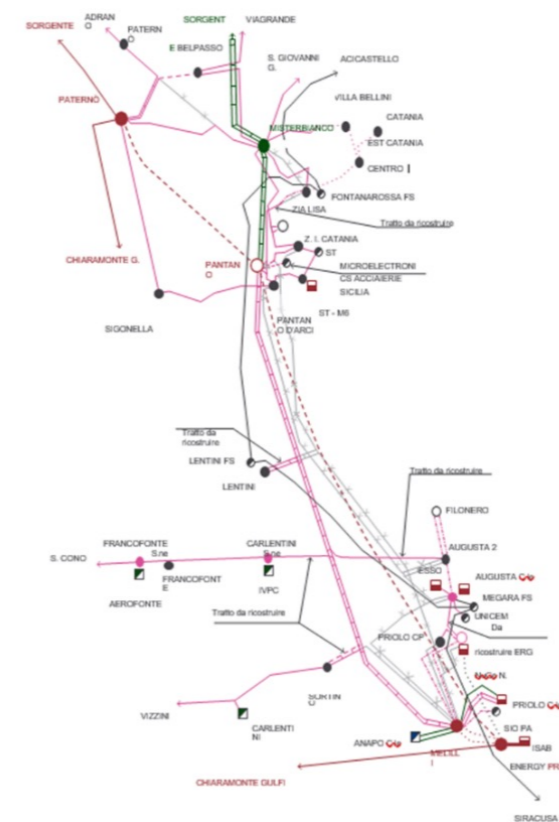 ADRAN
O
SORGENTE
PATERN
O
SORGENT
VIAGRANDE
E BELPASSO
S. GIOVANNI
G.
ACICASTELLO
VILLA BELLINI
PATERNO
MISTERBIANCO
CATANIA
EST CATANIA
CENTRO
FONTANAROSSA FS
ZIA LISA
Tratto da ricostruire
Z. I. CATANIA
ST
CHIARAMONTE G.
PANTAN
O
MICROELECTRONI
CS ACCIAIERIE
SICILIA
ST - M6
SIGONELLA
PANTAN
O D'ARCI
Tratto da
ricostruire
LENTINI FS
LENTINI
Tratto da ricostruire
FILONERO
FRANCOFONTE
S.ne
CARLENTINI
S.ne
AUGUSTA 2
S. CONO
FRANCOFONT
E
IVPC
ESSO
AUGUSTA
AEROFONTE
MEGARA FS
UNICEM
Da
Tratto da ricostruire
PRIOLO CP
ricostruire ERG
N.
SORTIN
O
PRIOLO
VIZZINI
CARLENTI
NI
ANAPO
MELILL
I
SIO PA
ISAB
ENERGY PR
CHIARAMONTE GULFI
SIRACUSA